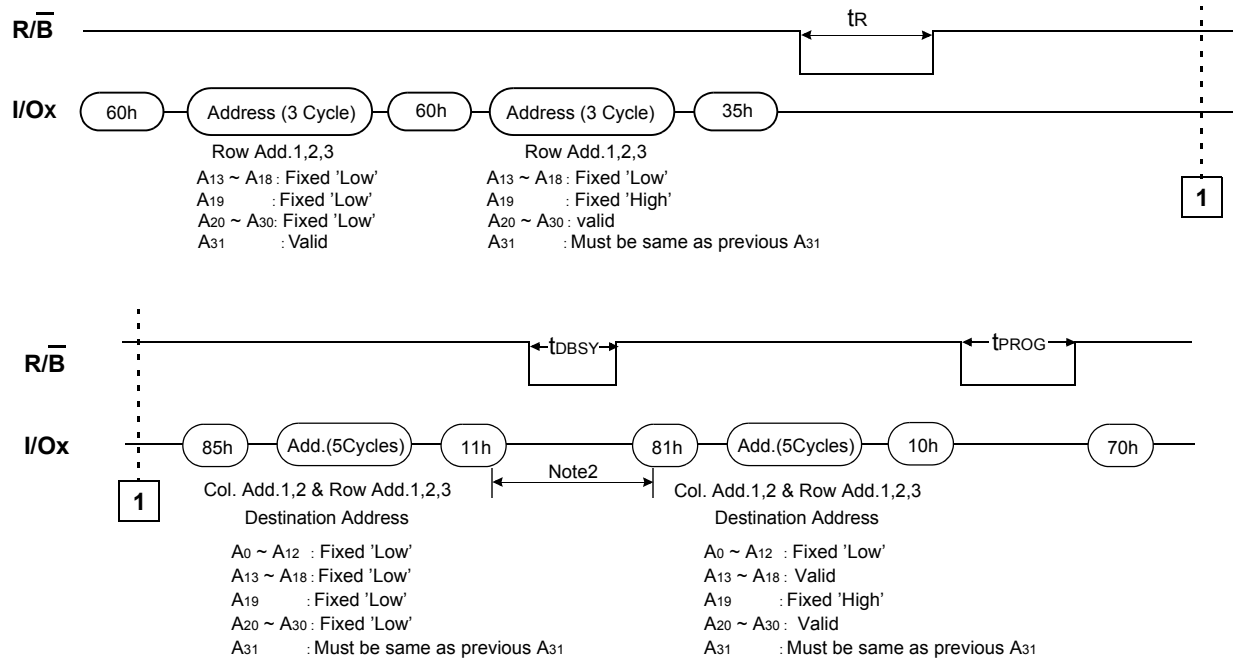 R/B tR
I/Ox 60h Address (3 Cycle) 60h Address (3 Cycle) 35h
Row Add.1,2,3 Row Add.1,2,3
A13 ~ A18 : Fixed 'Low' A13 ~ A18 : Fixed 'Low'
A19 : Fixed 'Low' A19 : Fixed 'High'
A20 ~ A30: Fixed 'Low' A20 ~ A30 : valid
A31 : Valid A31 : Must be same as previous A31
1
R/B tDBSY tPROG
I/Ox 85h Add.(5Cycles) 11h 81h Add.(5Cycles) 10h 70h
Note2
1
Col. Add.1,2 & Row Add.1,2,3 Col. Add.1,2 & Row Add.1,2,3
Destination Address Destination Address
A0 ~ A12 : Fixed 'Low' A0 ~ A12 : Fixed 'Low'
A13 ~ A18 : Fixed 'Low' A13 ~ A18 : Valid
A19 : Fixed 'Low' A19 : Fixed 'High'
A20 ~ A30 : Fixed 'Low' A20 ~ A30 : Valid
A31 : Must be same as previous A31 A31 : Must be same as previous A31